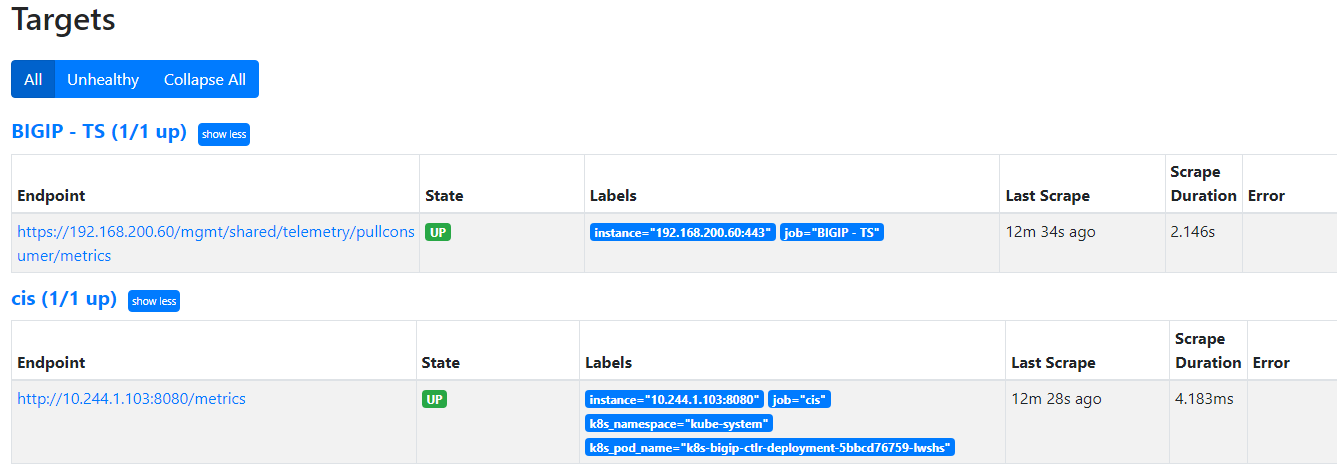 Targets
All Unhealthy Collapse All
BIGIP - TS (1/1 up) show less
Endpoint State Labels Last Scrape Scrape Duration Error
https://192.168.200.60/mgmt/shared/telemetry/pullcons UP instance="192.168.200.60:443" job="BIGIP - TS" 12m 34s ago 2.146s
umer/metrics
cis (1/1 up) show less
Endpoint State Labels Last Scrape Scrape Duration Error
http://10.244.1.103:8080/metrics UP instance="10.244.1.103:8080" job="cis" 12m 28s ago 4.183ms
k8s_namespace="kube-system"
k8s_pod_name="k8s-bigip-ctlr-deployment-5bbcd76759-lwshs"